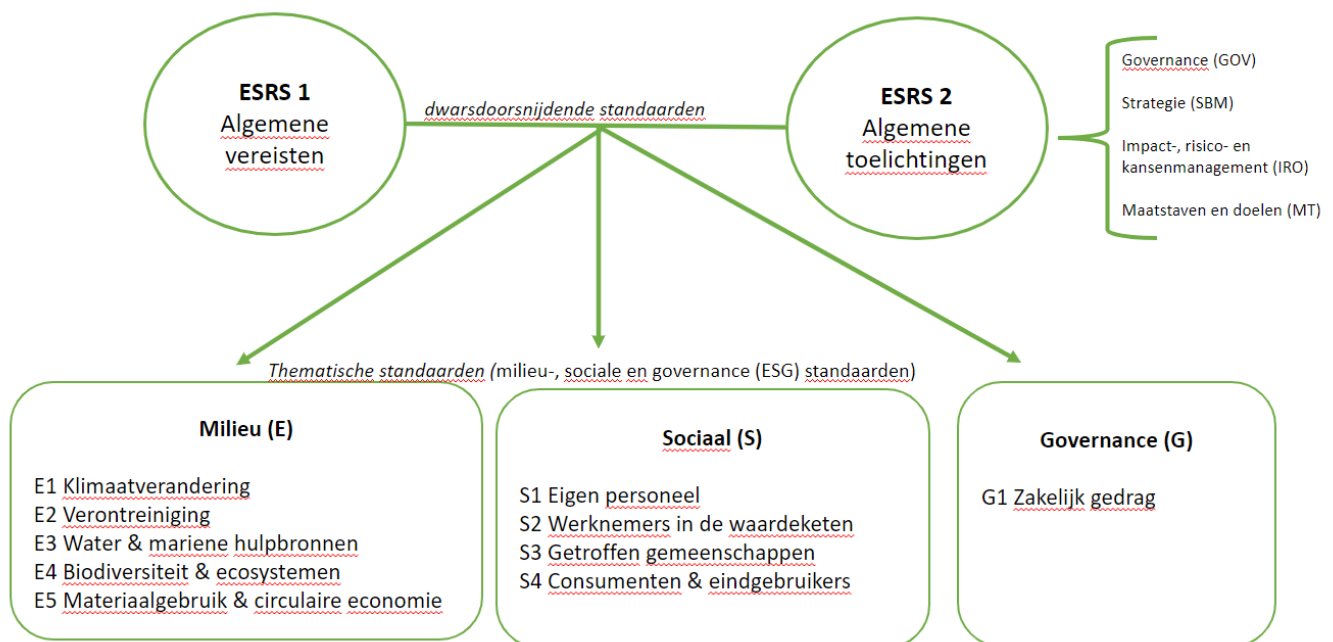 ESRS 1
Algemene
vereisten
dwarsdoorsnijdende standaarden
ESRS 2
Algemene
toelichtingen
Governance (GOV)
Strategie (SBM)
Impact-, risico- en
kansenmanagement (IRO)
Maatstaven en doelen (MT)
Thematische standaarden (milieu-, sociale en governance (ESG) standaarden)
Milieu (E)
E1 Klimaatverandering
E2 Verontreiniging
E3 Water & mariene hulpbronnen
E4 Biodiversiteit & ecosystemen
E5 Materiaalgebruik & circulaire economie
Sociaal (S)
S1 Eigen personeel
S2 Werknemers in de waardeketen
S3 Getroffen gemeenschappen
S4 Consumenten & eindgebruikers
Governance (G)
G1 Zakelijk gedrag